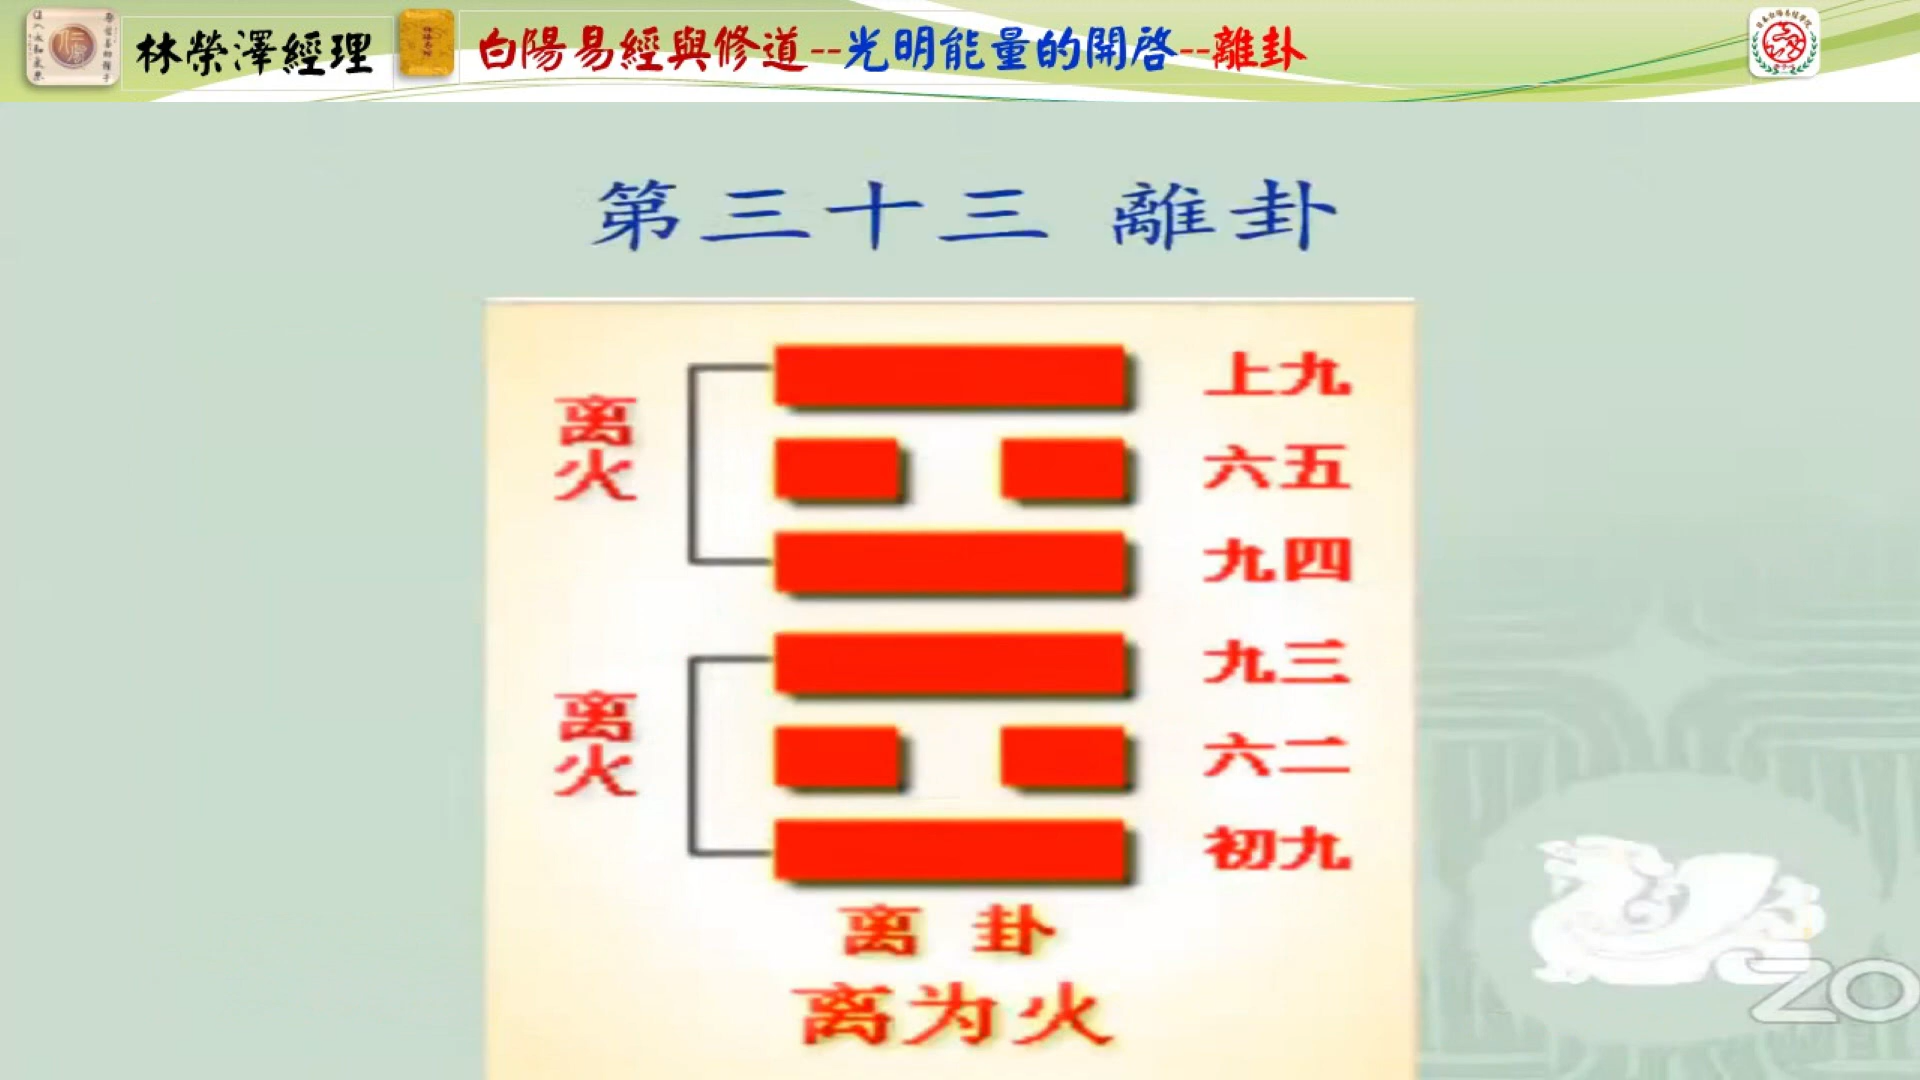 林榮澤經理
白陽易經與修道--光明能量的開啓--離卦
第三十三 離卦
上九
离火
六五
九四
九三
离火
六二
初九
离 卦
离为火
ZO